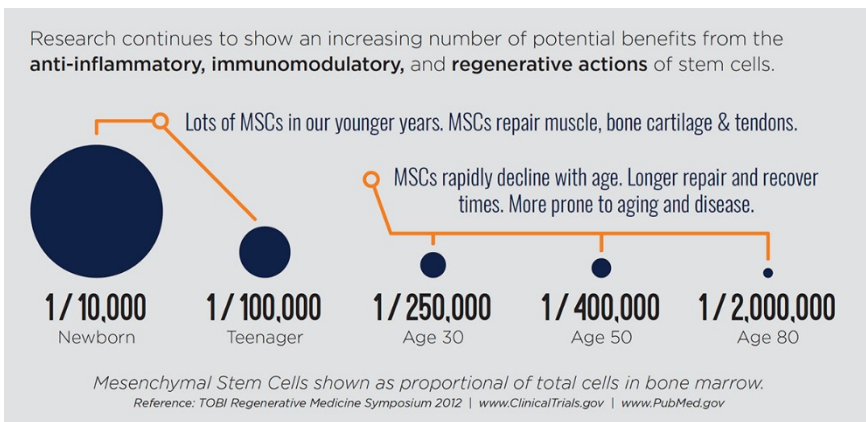 Research continues to show an increasing number of potential benefits from the
anti-inflammatory, immunomodulatory, and regenerative actions of stem cells.
Lots of MSCs in our younger years. MSCs repair muscle, bone cartilage & tendons.
MSCs rapidly decline with age. Longer repair and recover
times. More prone to aging and disease.
1/10,000
Newborn
1/100,000
Teenager
1/250,000
Age 30
1/400,000
Age 50
1/2,000,000
Age 80
Mesenchymal Stem Cells shown as proportional of total cells in bone marrow.
Reference: TOBI Regenerative Medicine Symposium 2012 | www.ClinicalTrials.gov | www.PubMed.gov